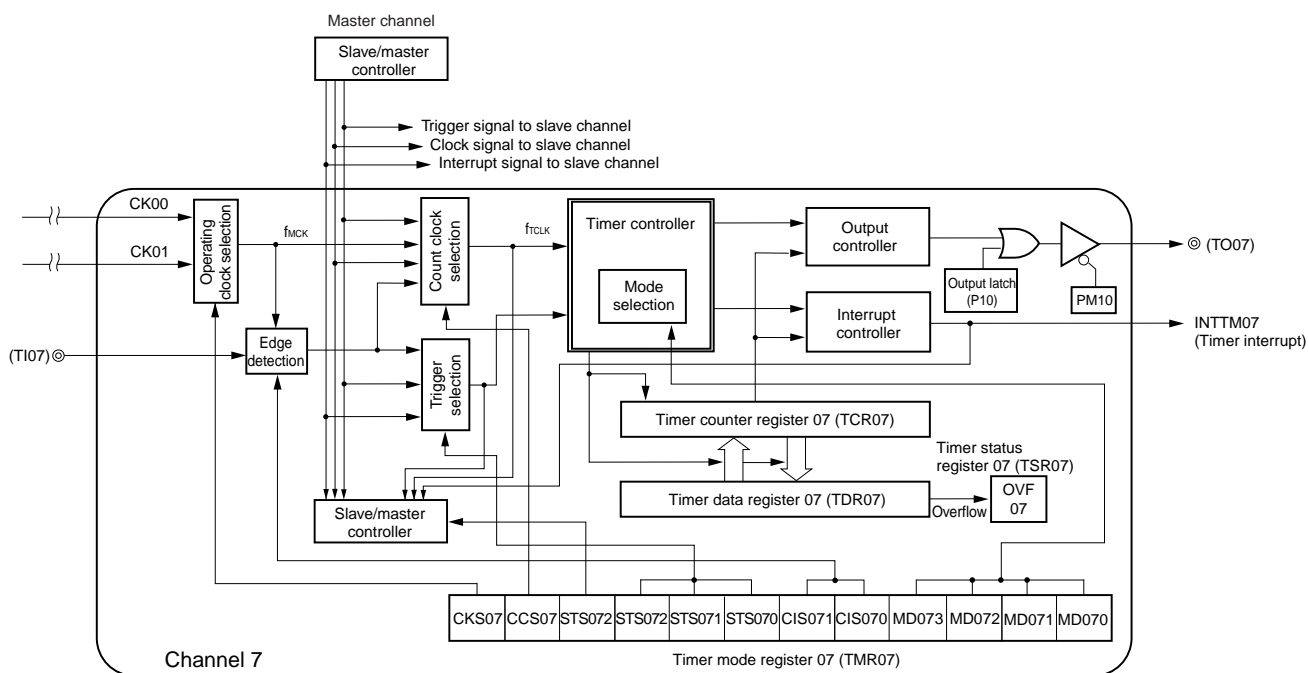 Master channel
Slave/master
controller
Trigger signal to slave channel
Clock signal to slave channel
Interrupt signal to slave channel
CK00
CK01
Operating
clock selection
fMCK
Count clock
selection
fTCLK
Timer controller
Mode
selection
Output
controller
Output latch
(P10)
PM10
(TO07)
Interrupt
controller
INTTM07
(Timer interrupt)
(TI07)
Edge
detection
Trigger
selection
Timer counter register 07 (TCR07)
Timer status
register 07 (TSR07)
Timer data register 07 (TDR07)
Overflow
OVF
07
Slave/master
controller
CKS07 CCS07 STS072 STS072 STS071 STS070 CIS071 CIS070 MD073 MD072 MD071 MD070
Channel 7
Timer mode register 07 (TMR07)